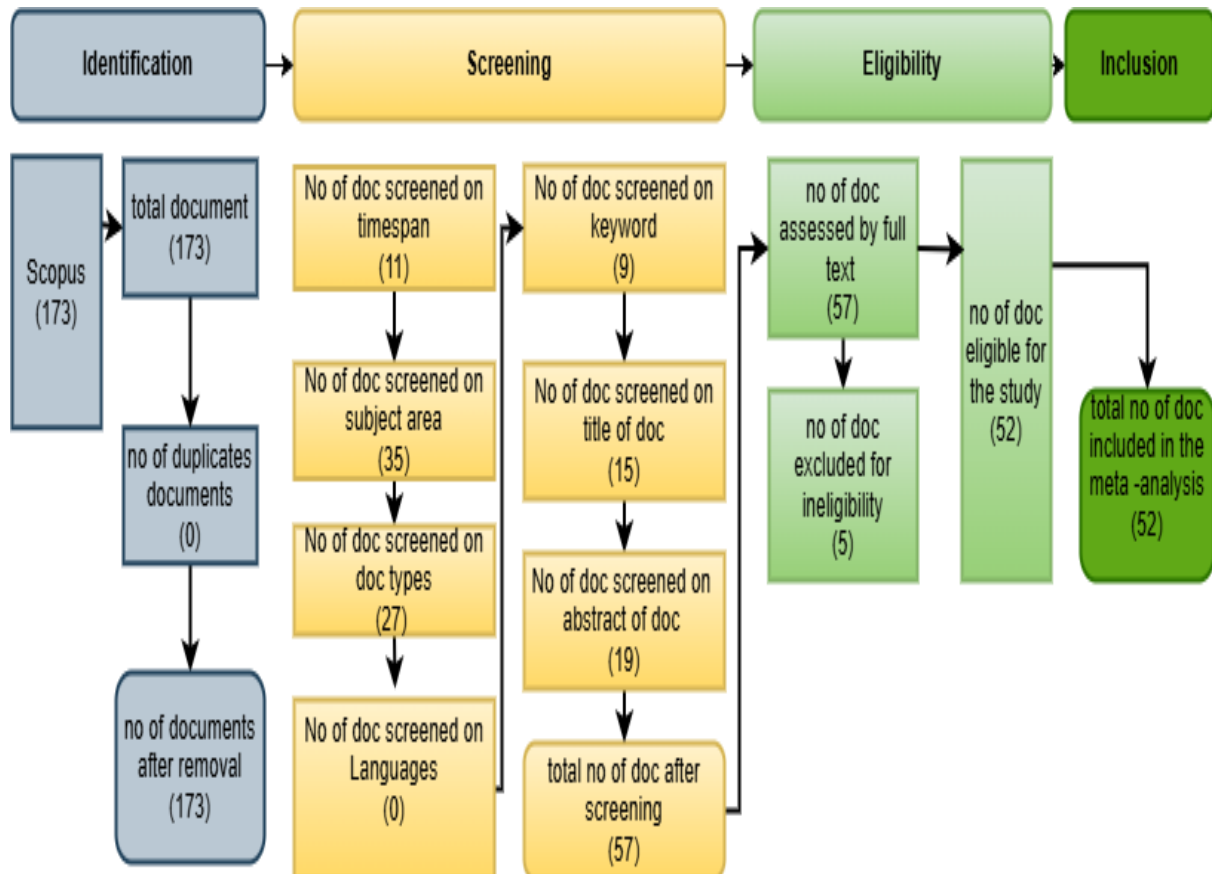 Identification
Screening
Eligibility
Inclusion
Scopus
(173)
total document
(173)
no of duplicates
documents
(0)
no of documents
after removal
(173)
No of doc screened on
timespan
(11)
No of doc screened on
subject area
(35)
No of doc screened on
doc types
(27)
No of doc screened on
Languages
(0)
No of doc screened on
keyword
(9)
No of doc screened on
title of doc
(15)
No of doc screened on
abstract of doc
(19)
total no of doc after
screening
(57)
no of doc
assessed by full
text
(57)
no of doc
excluded for
ineligibility
(5)
no of doc
eligible for
the study
(52)
total no of doc
included in the
meta -analysis
(52)